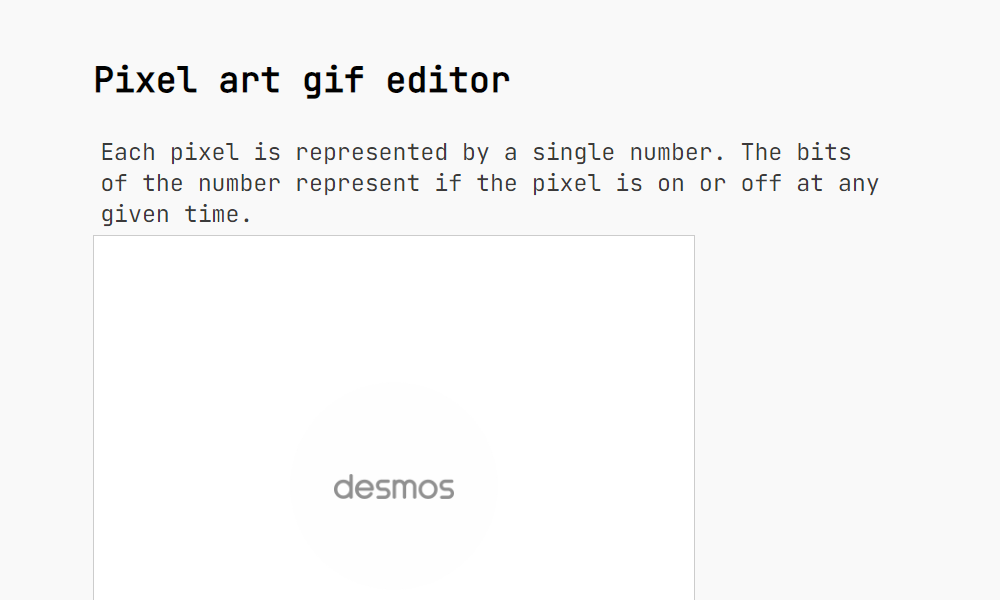 Pixel art gif editor
Each pixel is represented by a single number. The bits
of the number represent if the pixel is on or off at any
given time.
desmos